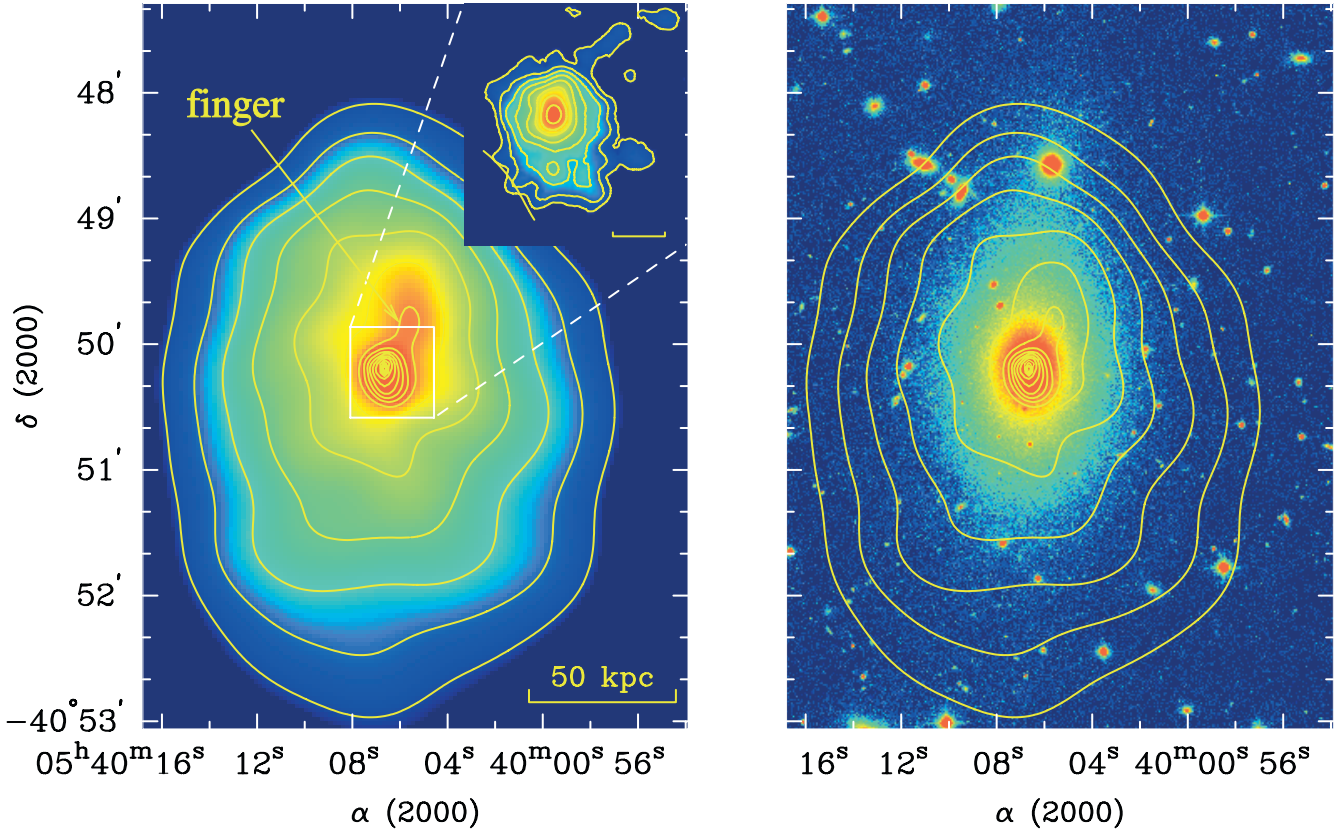 finger
48′
49′
50′
51′
52′
−40°53′
δ (2000)
50 kpc
05ʰ40ᵐ16ˢ 12ˢ 08ˢ 04ˢ 40ᵐ00ˢ 56ˢ
α (2000)
16ˢ 12ˢ 08ˢ 04ˢ 40ᵐ00ˢ 56ˢ
α (2000)